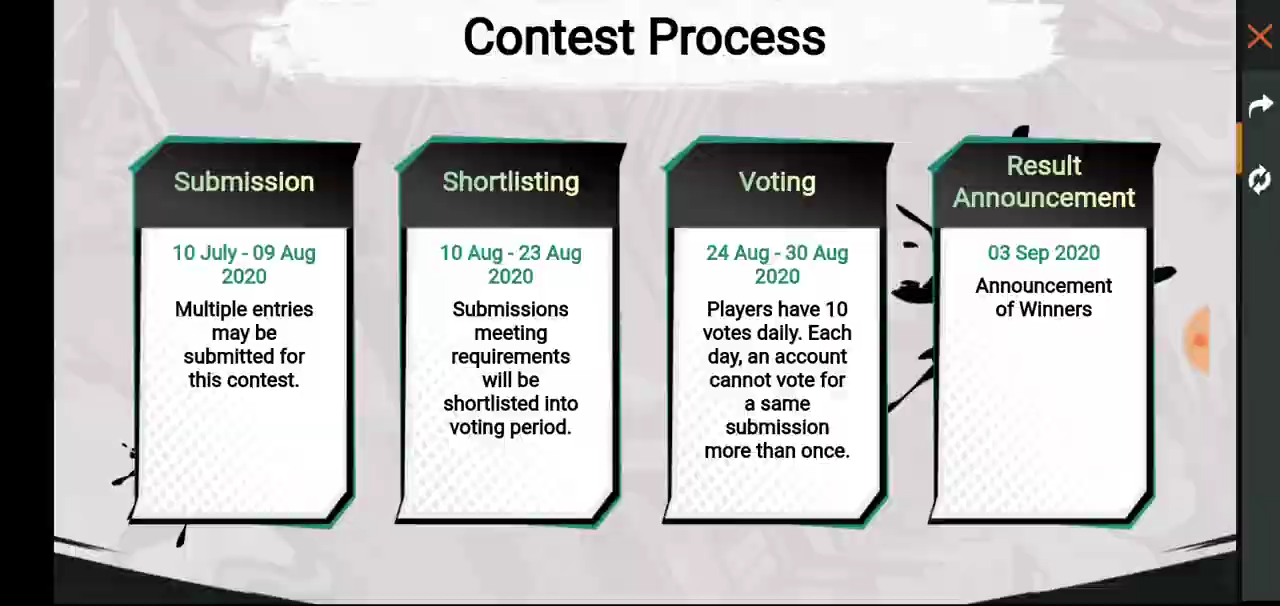 Contest Process
Submission
10 July - 09 Aug
2020
Multiple entries
may be
submitted for
this contest.
Shortlisting
10 Aug - 23 Aug
2020
Submissions
meeting
requirements
will be
shortlisted into
voting period.
Voting
24 Aug - 30 Aug
2020
Players have 10
votes daily. Each
day, an account
cannot vote for
a same
submission
more than once.
Result
Announcement
03 Sep 2020
Announcement
of Winners